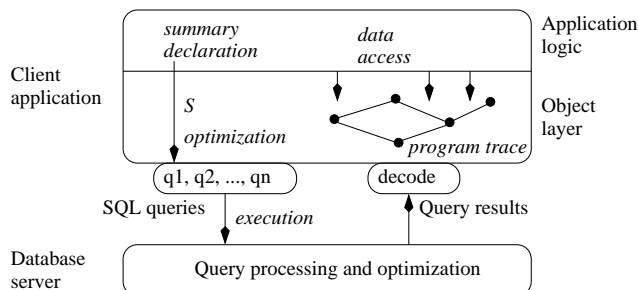 summary
declaration
data
access
Application
logic
Client
application
S
optimization
Object
layer
program trace
q1, q2, ..., qn
decode
SQL queries
execution
Query results
Database
server
Query processing and optimization